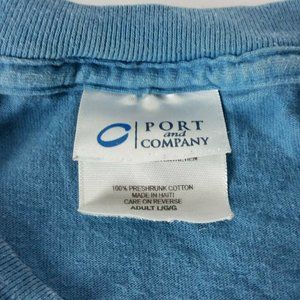 PORT
and
COMPANY
100% PRESHRUNK COTTON
MADE IN HAITI
CARE ON REVERSE
ADULT L/G/G